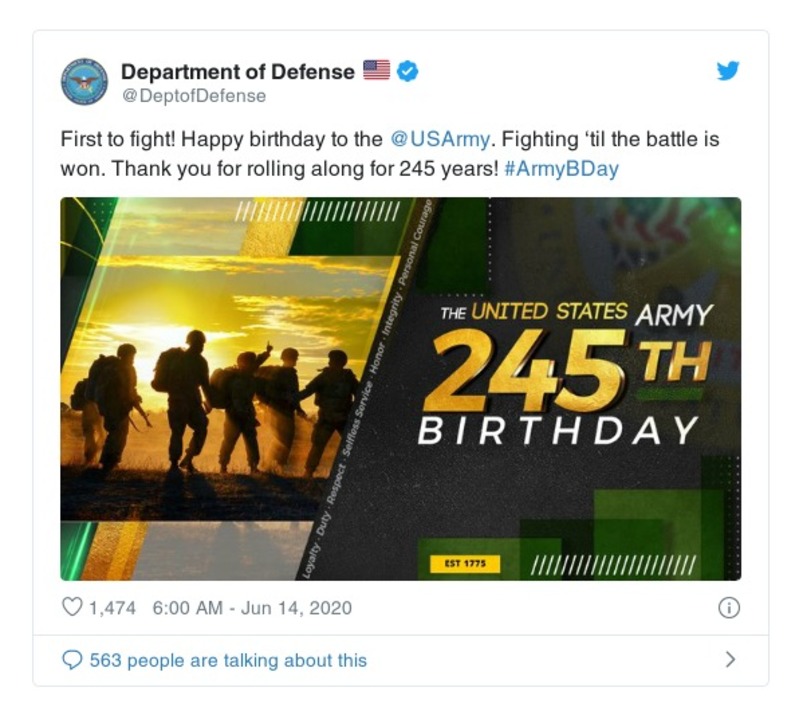 Department of Defense
@DeptofDefense
First to fight! Happy birthday to the @USArmy. Fighting ‘til the battle is
won. Thank you for rolling along for 245 years! #ArmyBDay
Loyalty · Duty · Respect · Selfless Service · Honor · Integrity · Personal Courage
THE UNITED STATES ARMY
245TH
BIRTHDAY
EST 1775
1,474 6:00 AM - Jun 14, 2020
563 people are talking about this